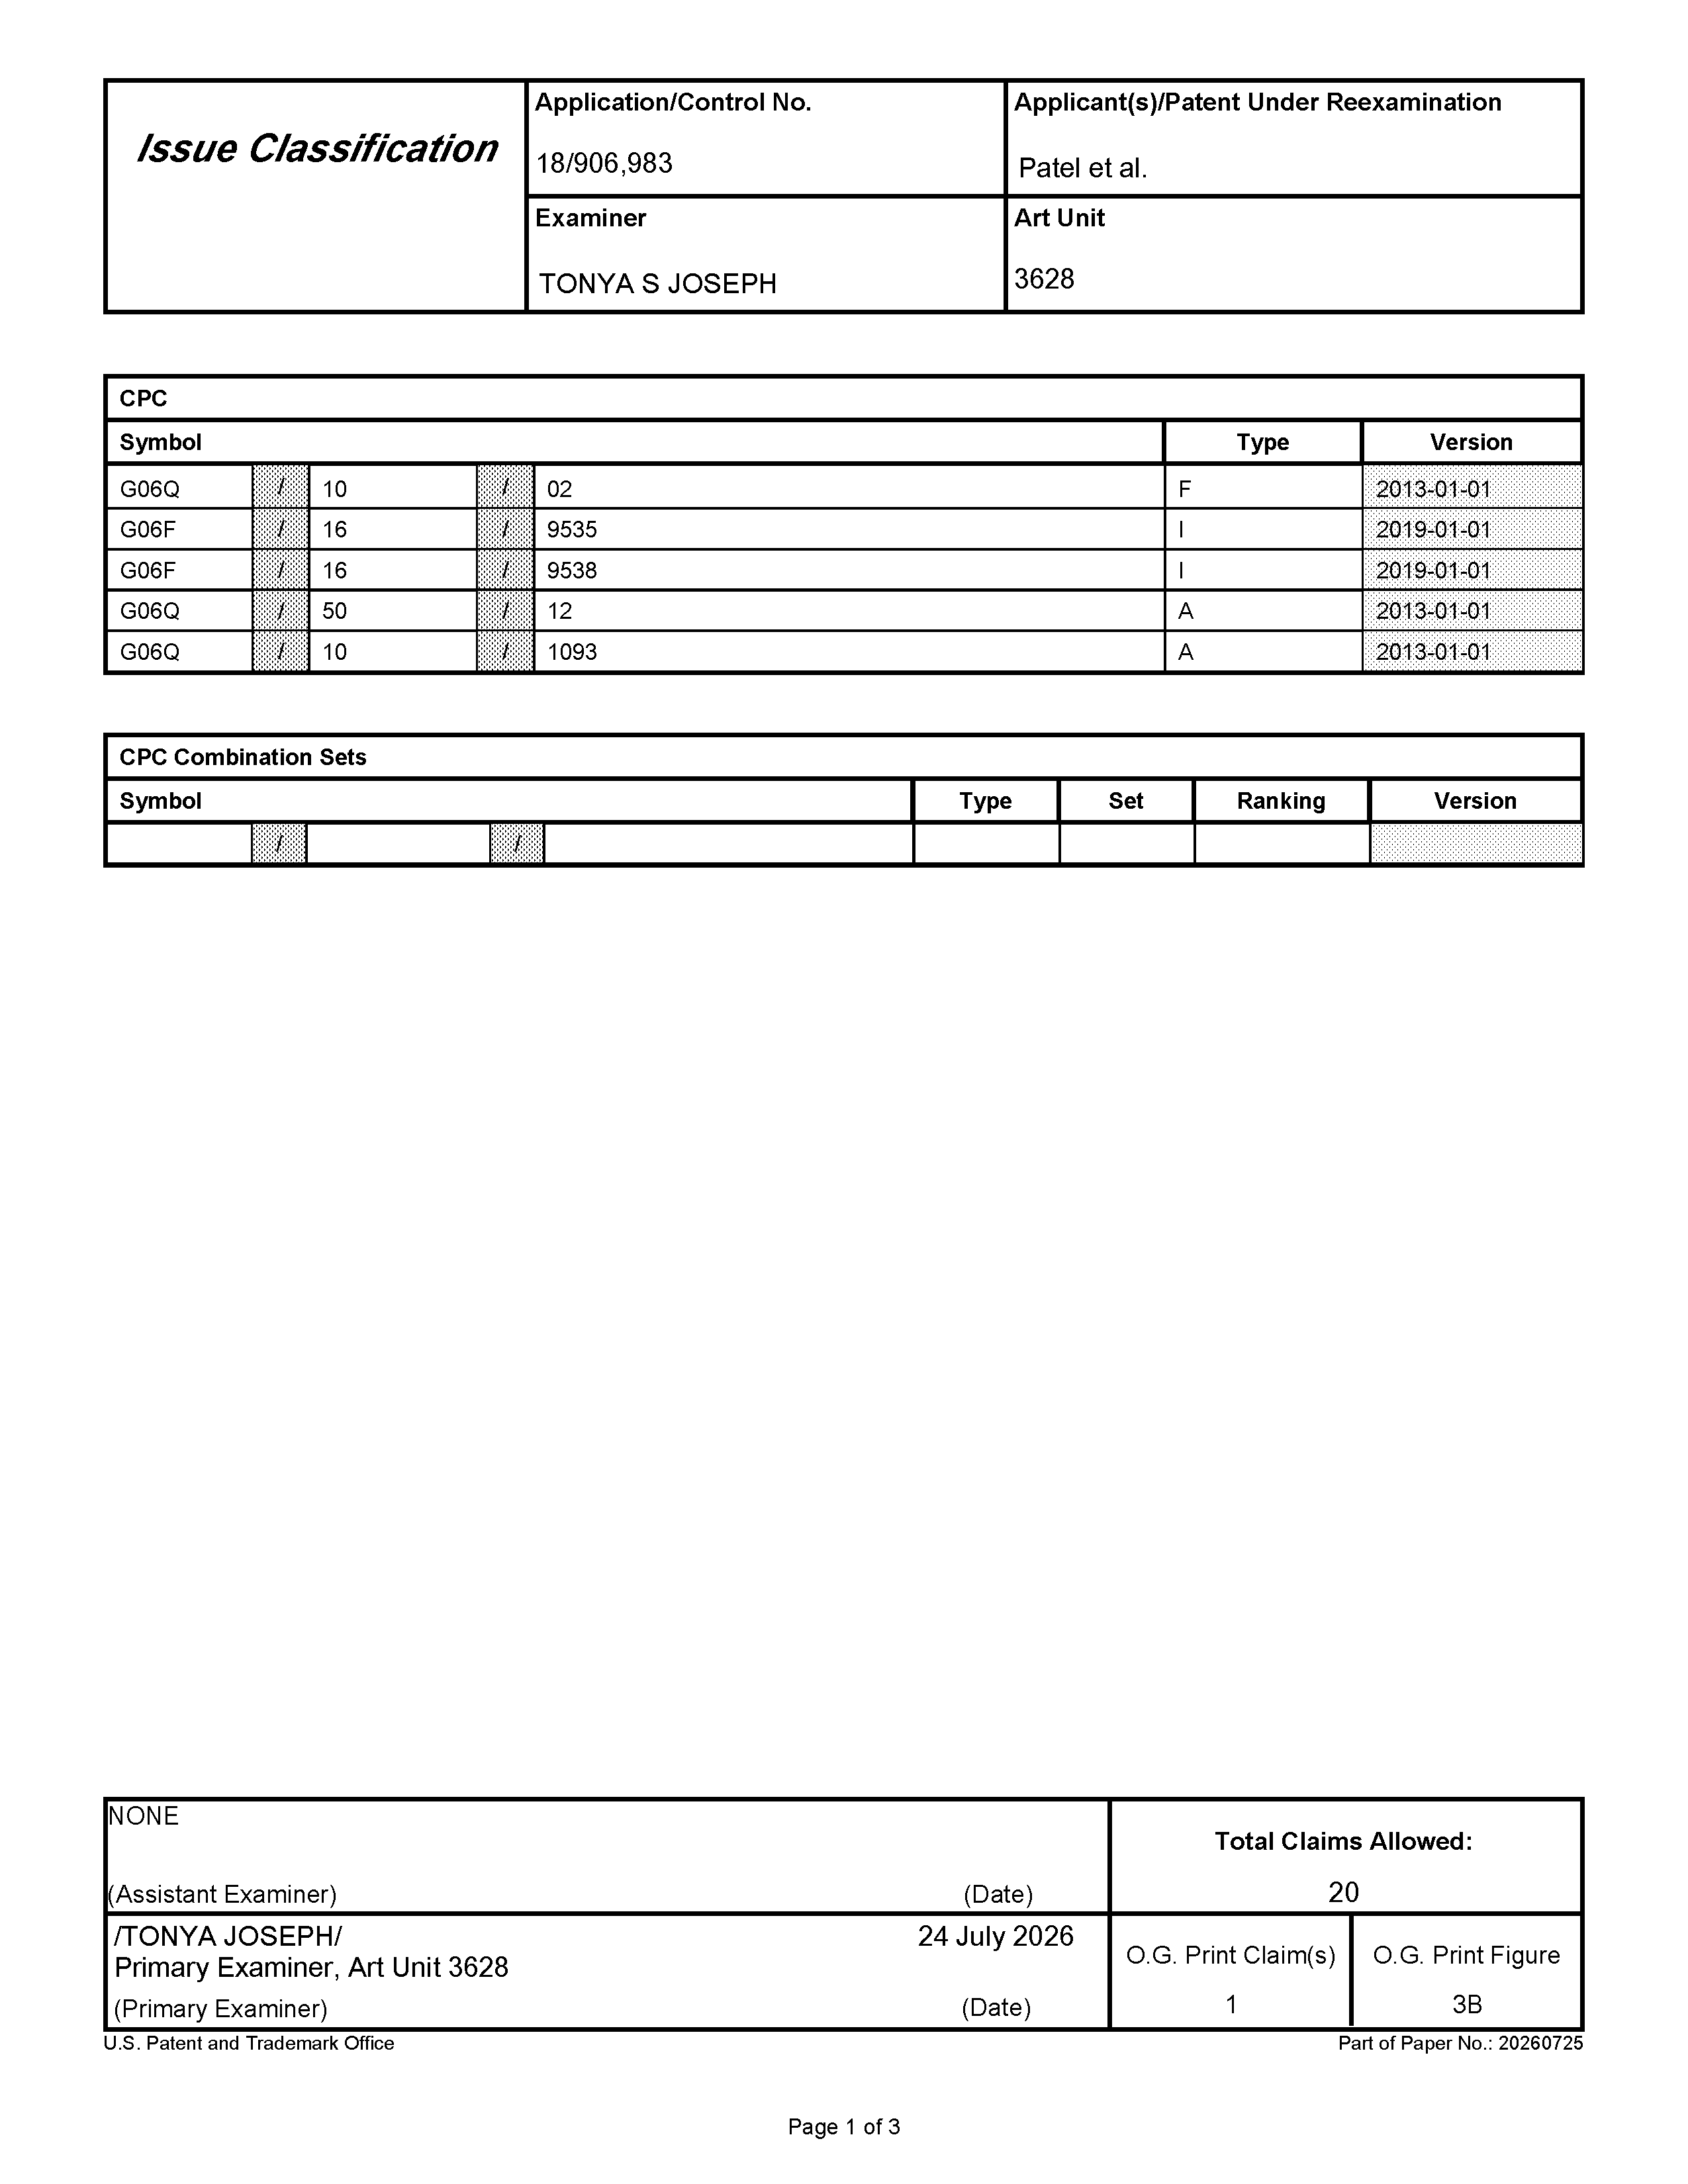 Issue Classification
Application/Control No.
18/906,983
Applicant(s)/Patent Under Reexamination
Patel et al.
Examiner
TONYA S JOSEPH
Art Unit
3628
CPC
Symbol Type Version
G06Q / 10 / 02 F 2013-01-01
G06F / 16 / 9535 I 2019-01-01
G06F / 16 / 9538 I 2019-01-01
G06Q / 50 / 12 A 2013-01-01
G06Q / 10 / 1093 A 2013-01-01
CPC Combination Sets
Symbol Type Set Ranking Version
/ /
NONE
(Assistant Examiner) (Date)
Total Claims Allowed:
20
/TONYA JOSEPH/ 24 July 2026
Primary Examiner, Art Unit 3628
(Primary Examiner) (Date)
O.G. Print Claim(s) O.G. Print Figure
1 3B
U.S. Patent and Trademark Office Part of Paper No.: 20260725
Page 1 of 3